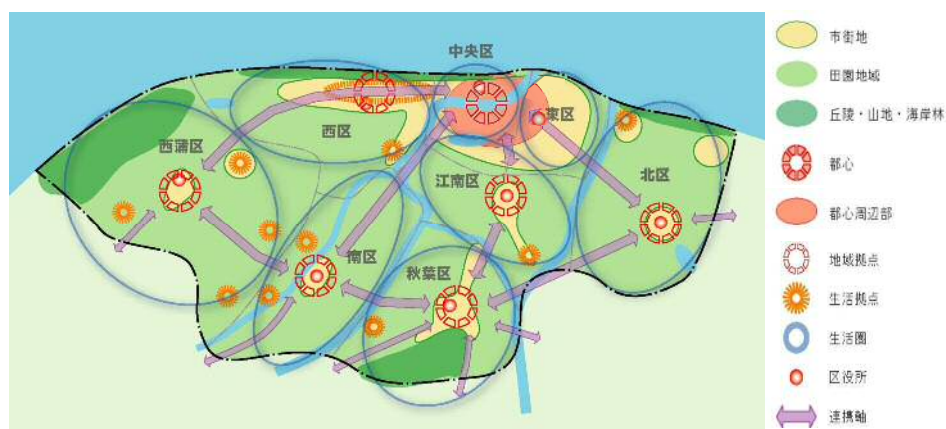 中央区
東区
西区
西蒲区
江南区
北区
南区
秋葉区
市街地
田園地域
丘陵・山地・海岸林
都心
都心周辺部
地域拠点
生活拠点
生活圏
区役所
連携軸